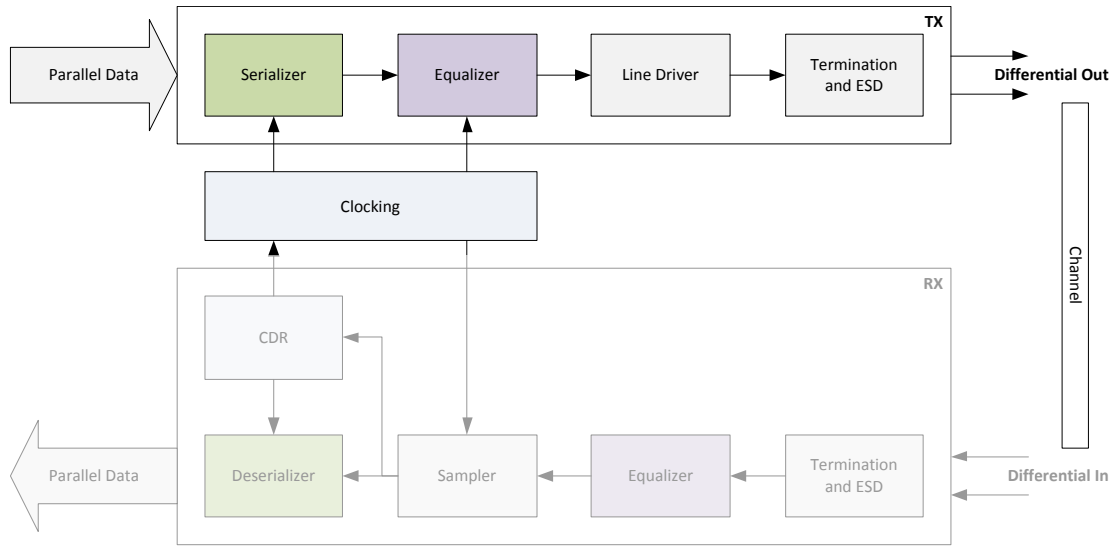 TX
Parallel Data
Serializer
Equalizer
Line Driver
Termination
and ESD
Differential Out
Clocking
Channel
RX
CDR
Parallel Data
Deserializer
Sampler
Equalizer
Termination
and ESD
Differential In